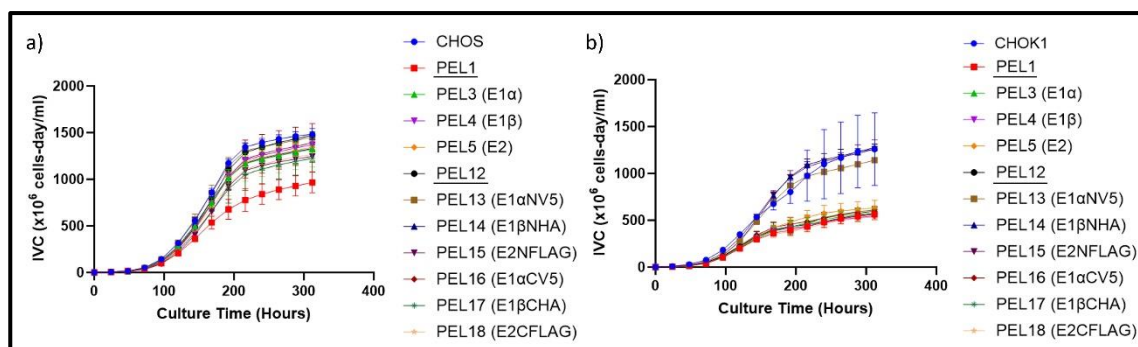 a)
IVC (x10⁶ cells-day/ml)
2000
1500
1000
500
0
0
100
200
300
400
Culture Time (Hours)
CHOS
PEL1
PEL3 (E1α)
PEL4 (E1β)
PEL5 (E2)
PEL12
PEL13 (E1αNV5)
PEL14 (E1βNHA)
PEL15 (E2NFLAG)
PEL16 (E1αCV5)
PEL17 (E1βCHA)
PEL18 (E2CFLAG)
b)
IVC (x10⁶ cells-day/ml)
2000
1500
1000
500
0
0
100
200
300
400
Culture Time (Hours)
CHOK1
PEL1
PEL3 (E1α)
PEL4 (E1β)
PEL5 (E2)
PEL12
PEL13 (E1αNV5)
PEL14 (E1βNHA)
PEL15 (E2NFLAG)
PEL16 (E1αCV5)
PEL17 (E1βCHA)
PEL18 (E2CFLAG)